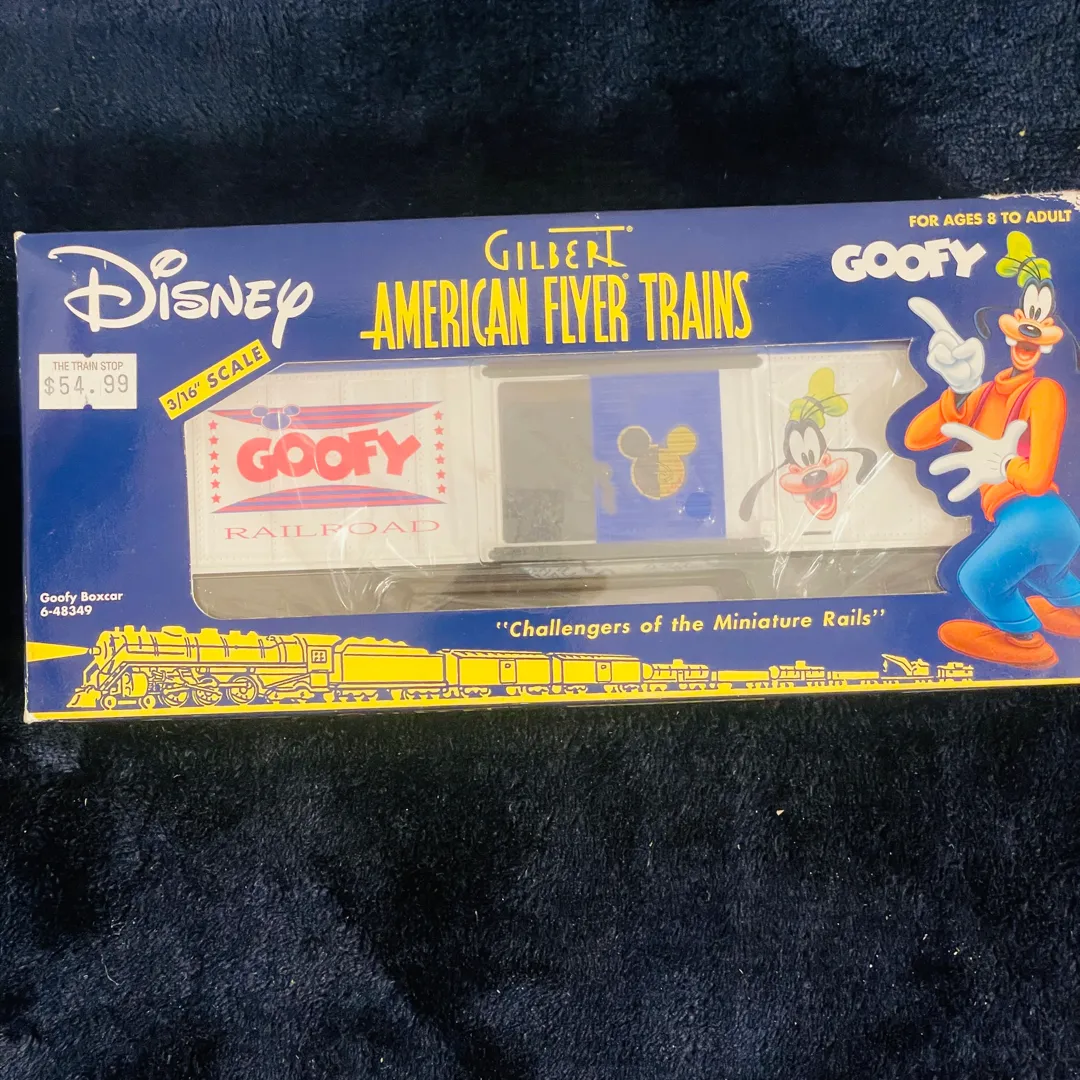 FOR AGES 8 TO ADULT
DISNEY
GILBERT®
AMERICAN FLYER® TRAINS
GOOFY
THE TRAIN STOP
$54.99
3/16" SCALE
GOOFY
RAILROAD
Goofy Boxcar
6-48349
"Challengers of the Miniature Rails"